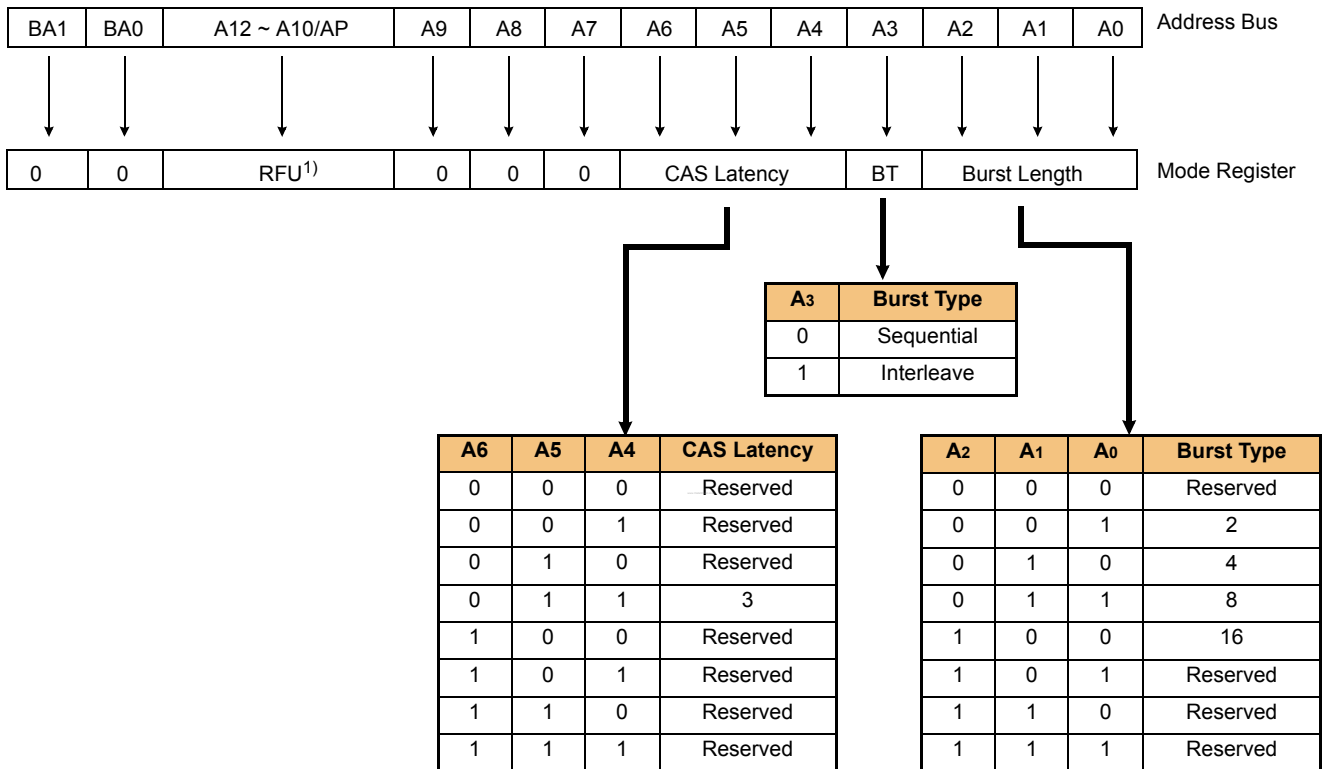 BA1 BA0 A12 ~ A10/AP A9 A8 A7 A6 A5 A4 A3 A2 A1 A0 Address Bus
0 0 RFU1) 0 0 0 CAS Latency BT Burst Length Mode Register
A3 Burst Type
0 Sequential
1 Interleave
A6 A5 A4 CAS Latency
0 0 0 Reserved
0 0 1 Reserved
0 1 0 Reserved
0 1 1 3
1 0 0 Reserved
1 0 1 Reserved
1 1 0 Reserved
1 1 1 Reserved
A2 A1 A0 Burst Type
0 0 0 Reserved
0 0 1 2
0 1 0 4
0 1 1 8
1 0 0 16
1 0 1 Reserved
1 1 0 Reserved
1 1 1 Reserved